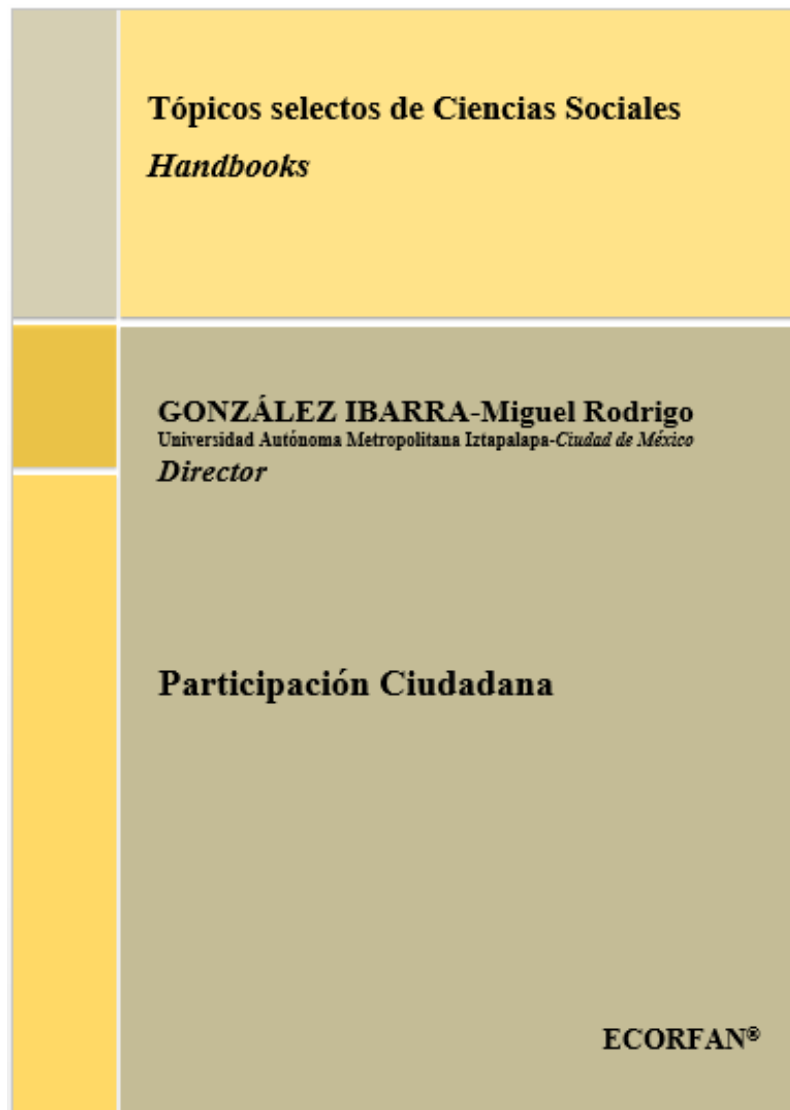 Tópicos selectos de Ciencias Sociales
Handbooks
GONZÁLEZ IBARRA-Miguel Rodrigo
Universidad Autónoma Metropolitana Iztapalapa-Ciudad de México
Director
Participación Ciudadana
ECORFAN®